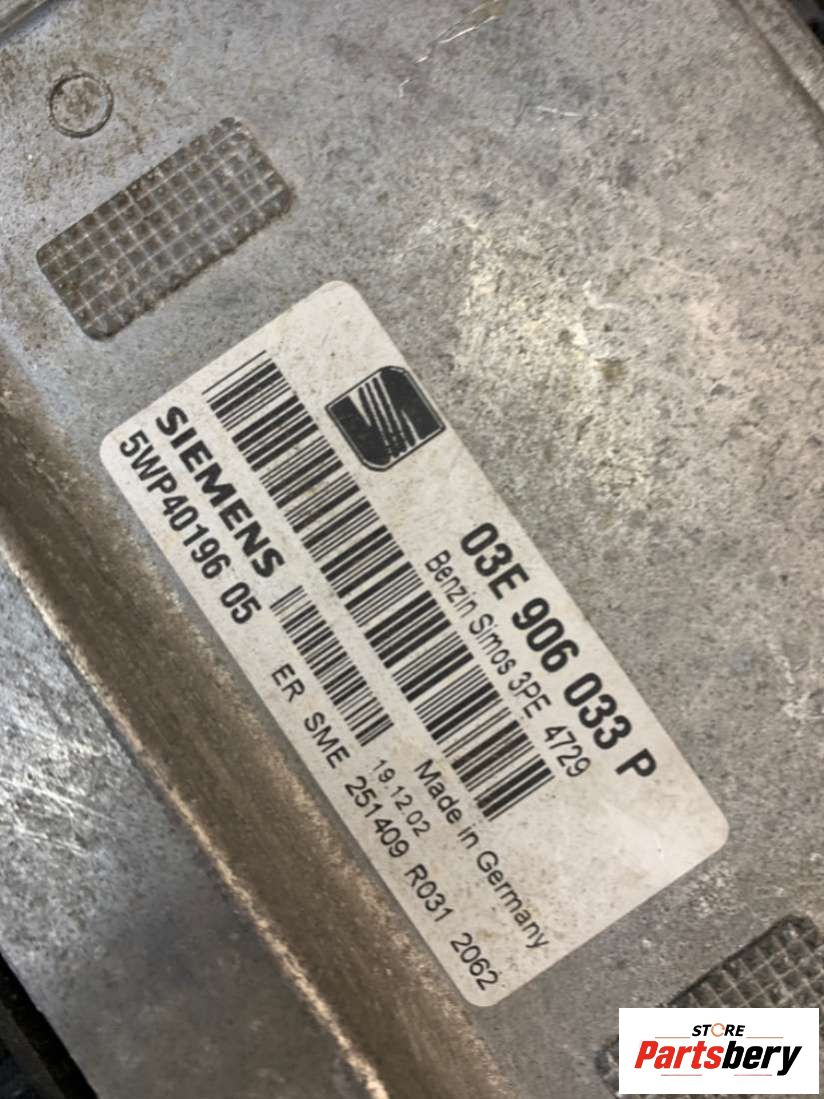 03E 906 033 P
Benzin Simos 3PE 4729
SIEMENS
5WP40196 05
Made in Germany
19.12.02
ER SME 251409 R031 2062
STORE
Partsbery